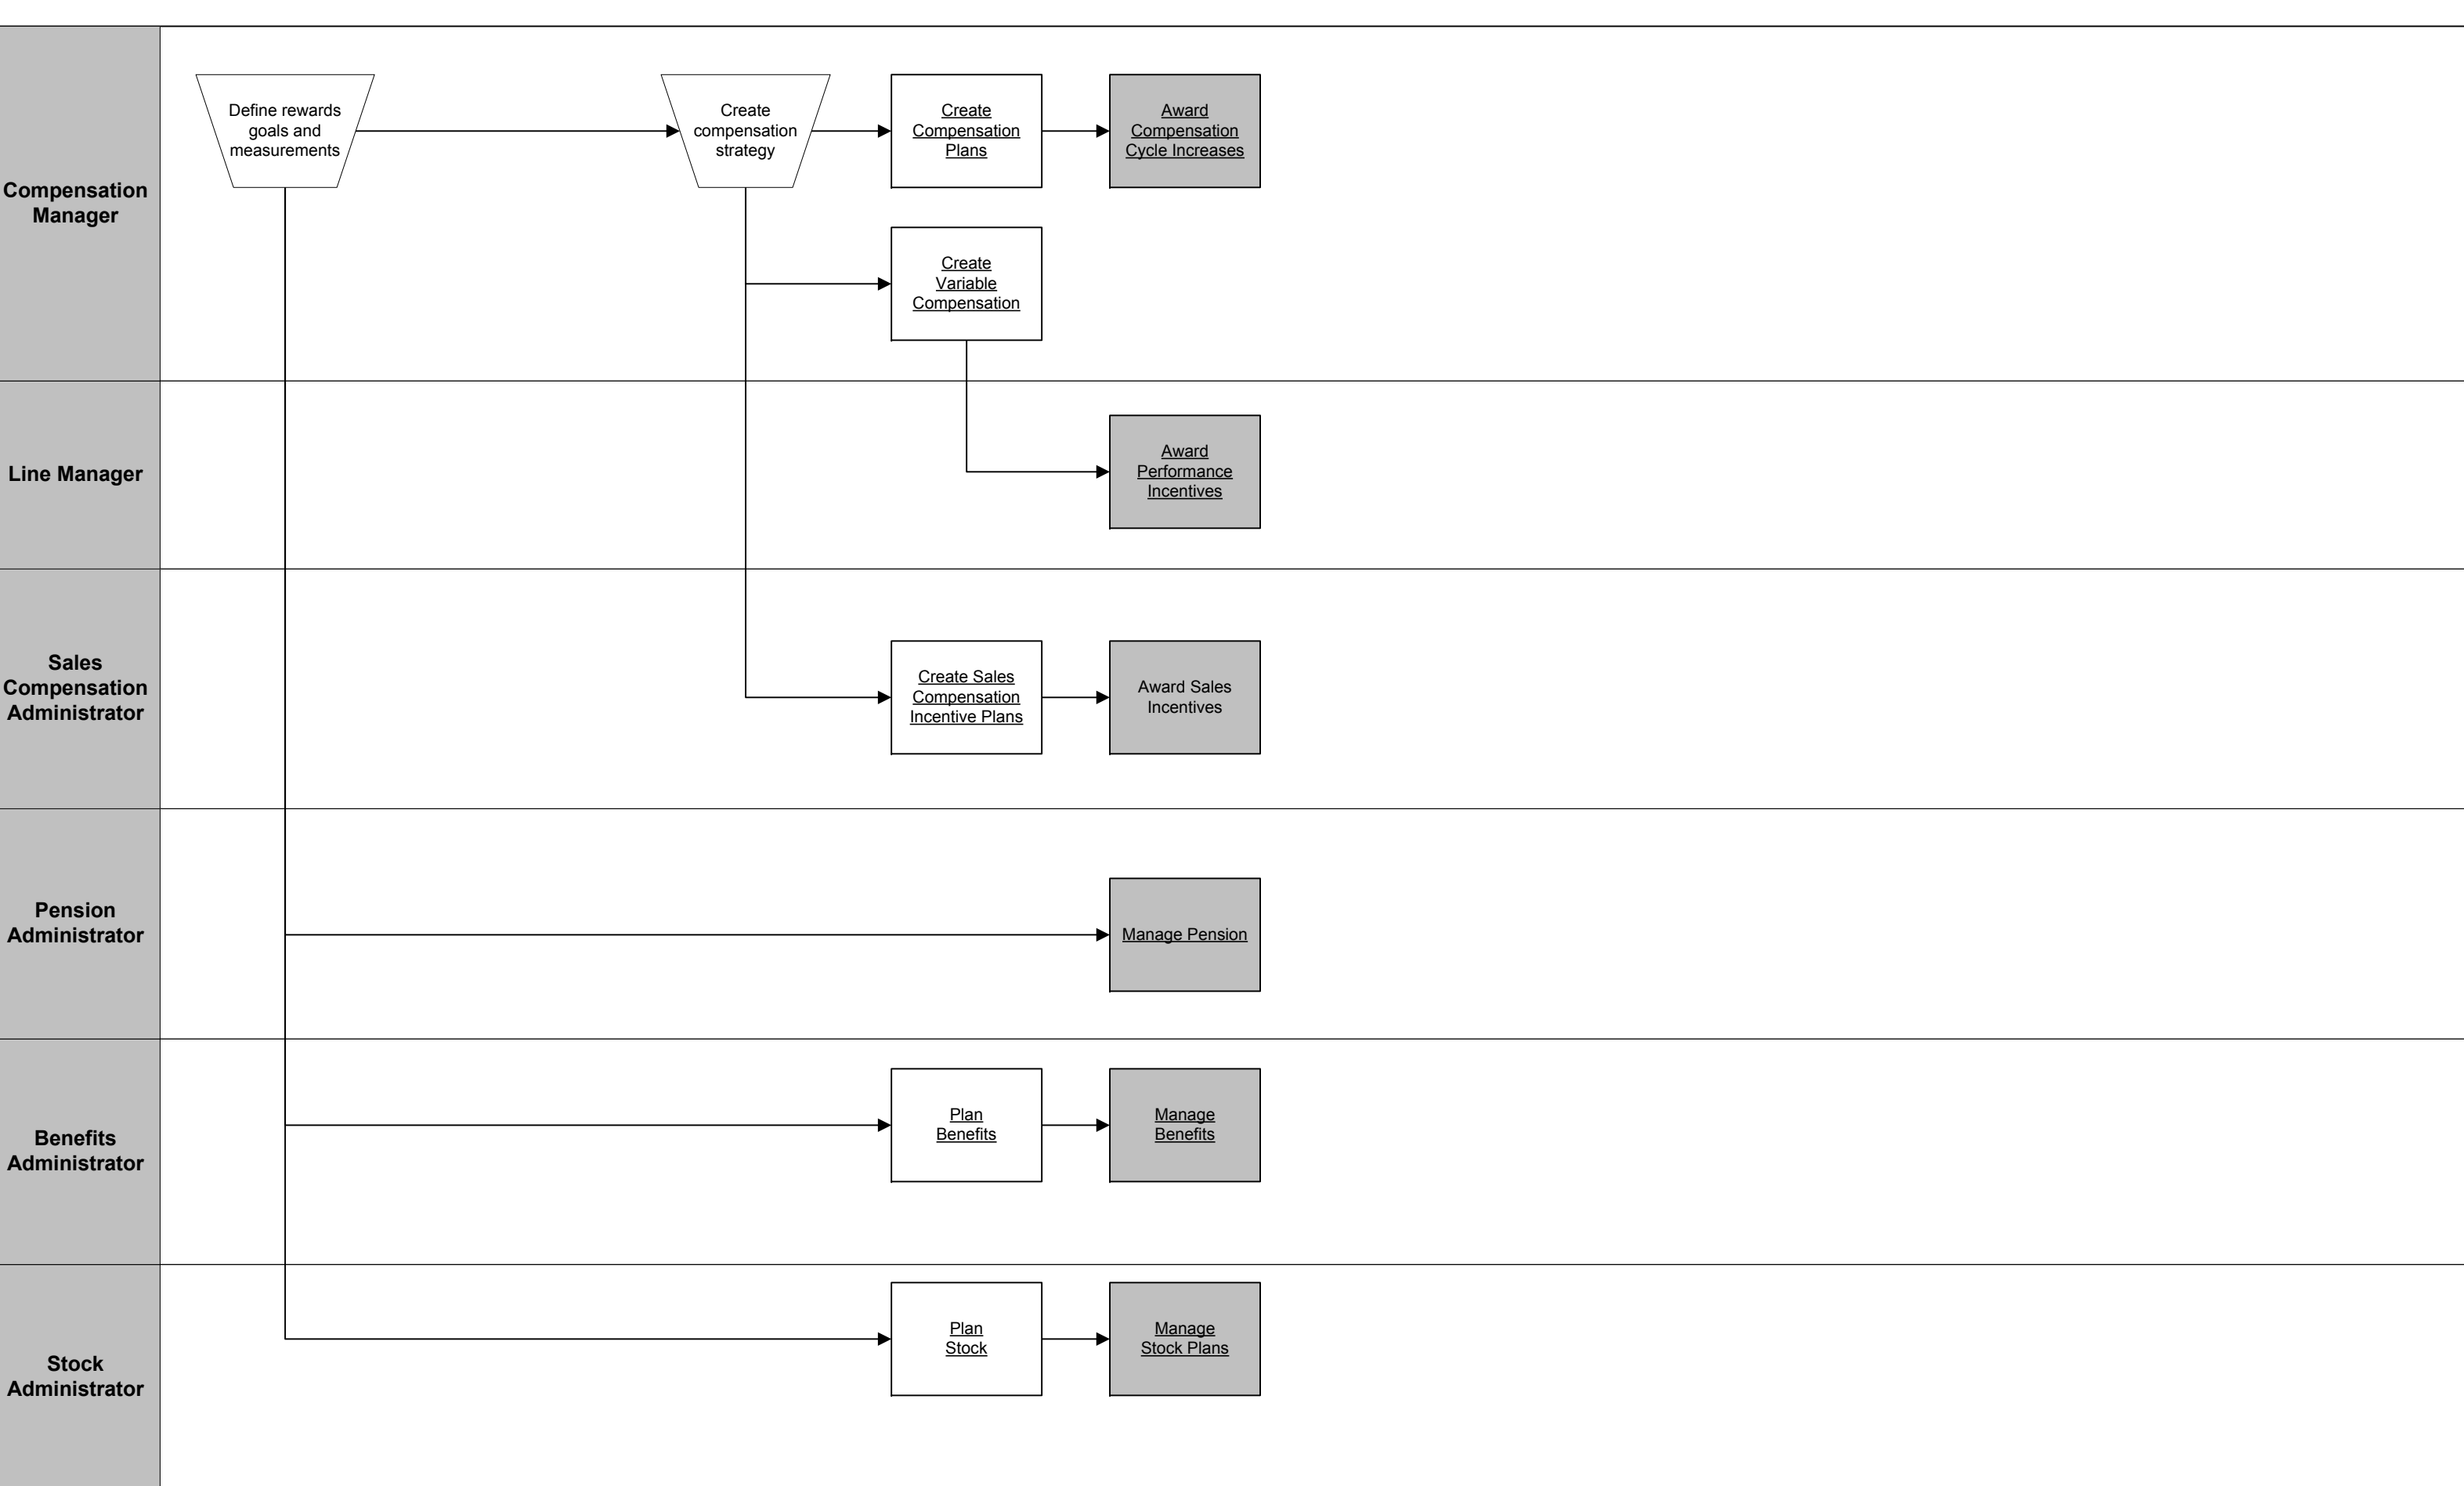 Compensation
Manager
Define rewards
goals and
measurements
Create
compensation
strategy
Create
Compensation
Plans
Award
Compensation
Cycle Increases
Create
Variable
Compensation
Line Manager
Award
Performance
Incentives
Sales
Compensation
Administrator
Create Sales
Compensation
Incentive Plans
Award Sales
Incentives
Pension
Administrator
Manage Pension
Benefits
Administrator
Plan
Benefits
Manage
Benefits
Stock
Administrator
Plan
Stock
Manage
Stock Plans